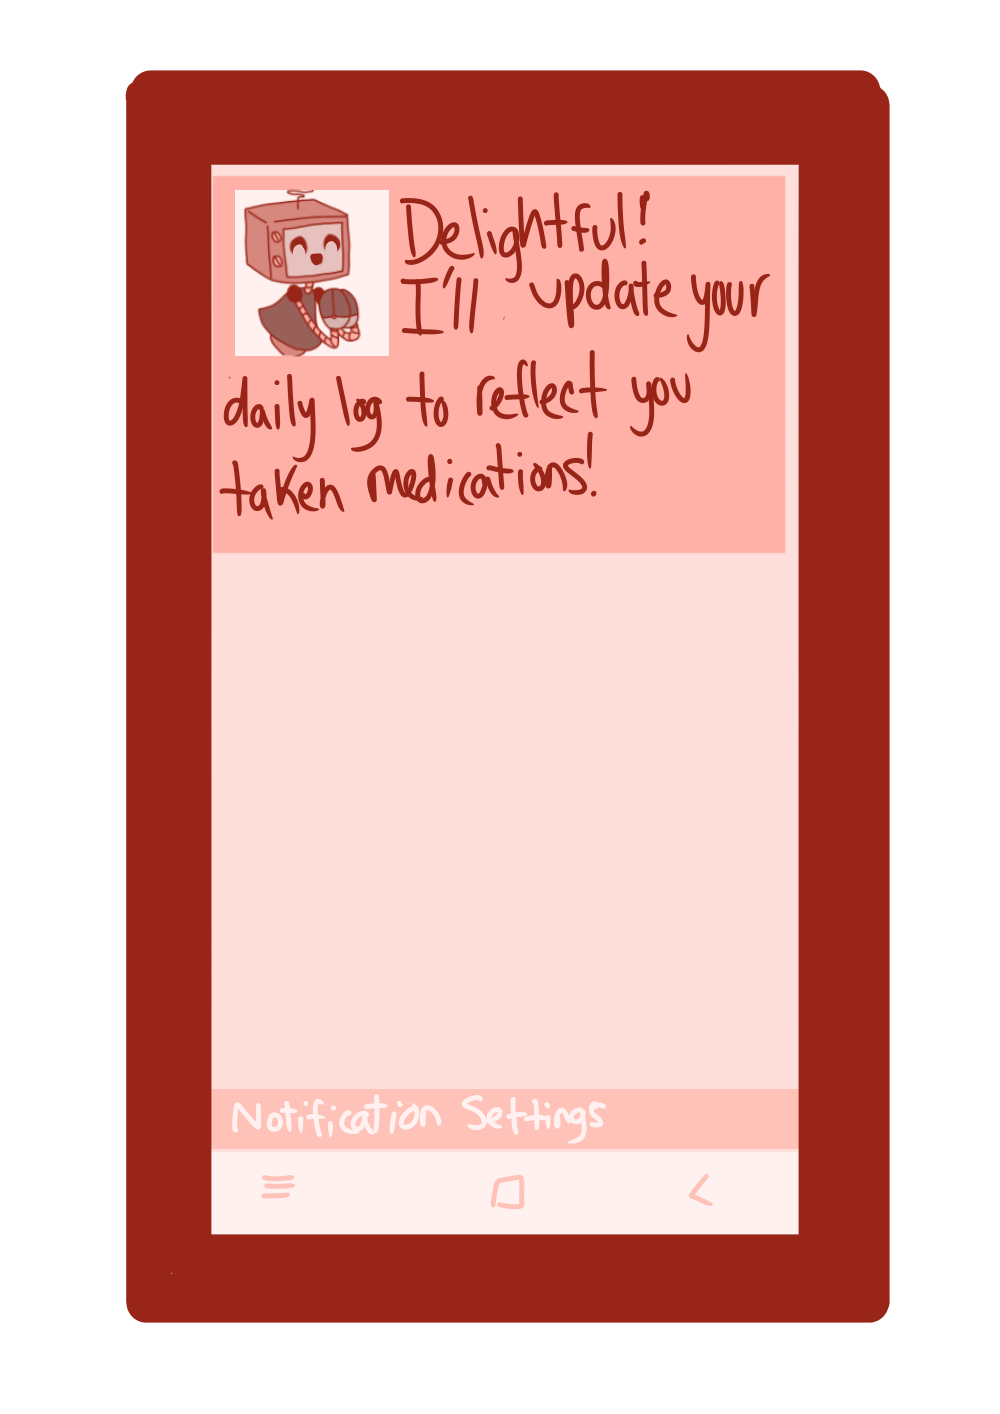 Delightful!
I'll update your
daily log to reflect you
taken medications!
Notification Settings